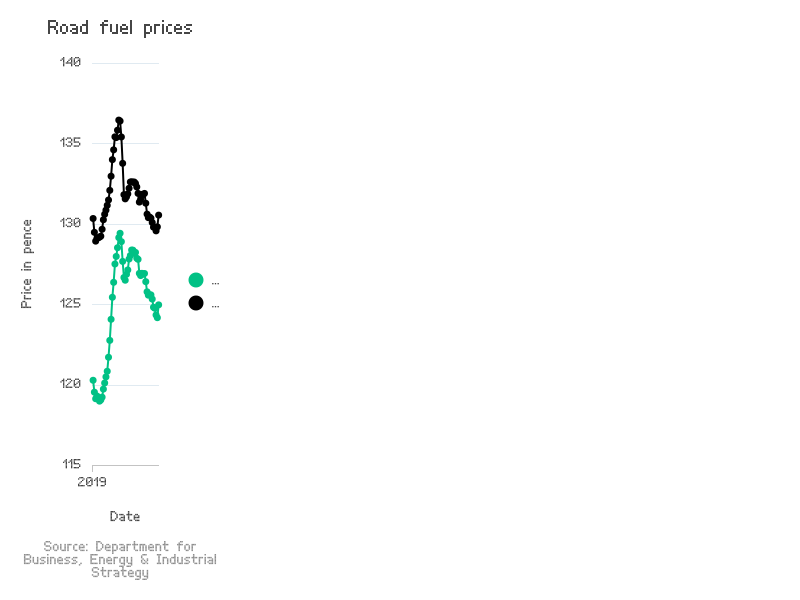 Road fuel prices
140
135
130
125
120
115
Price in pence
...
...
2019
Date
Source: Department for
Business, Energy & Industrial
Strategy